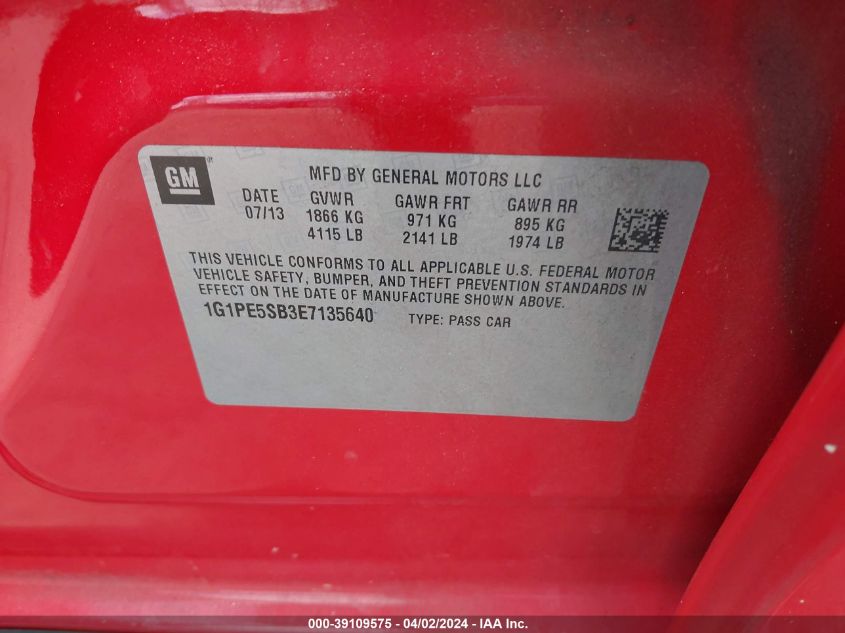 GM
MFD BY GENERAL MOTORS LLC
DATE GVWR GAWR FRT GAWR RR
07/13 1866 KG 971 KG 895 KG
4115 LB 2141 LB 1974 LB
THIS VEHICLE CONFORMS TO ALL APPLICABLE U.S. FEDERAL MOTOR
VEHICLE SAFETY, BUMPER, AND THEFT PREVENTION STANDARDS IN
EFFECT ON THE DATE OF MANUFACTURE SHOWN ABOVE.
1G1PE5SB3E7135640 TYPE: PASS CAR
000-39109575 - 04/02/2024 - IAA Inc.